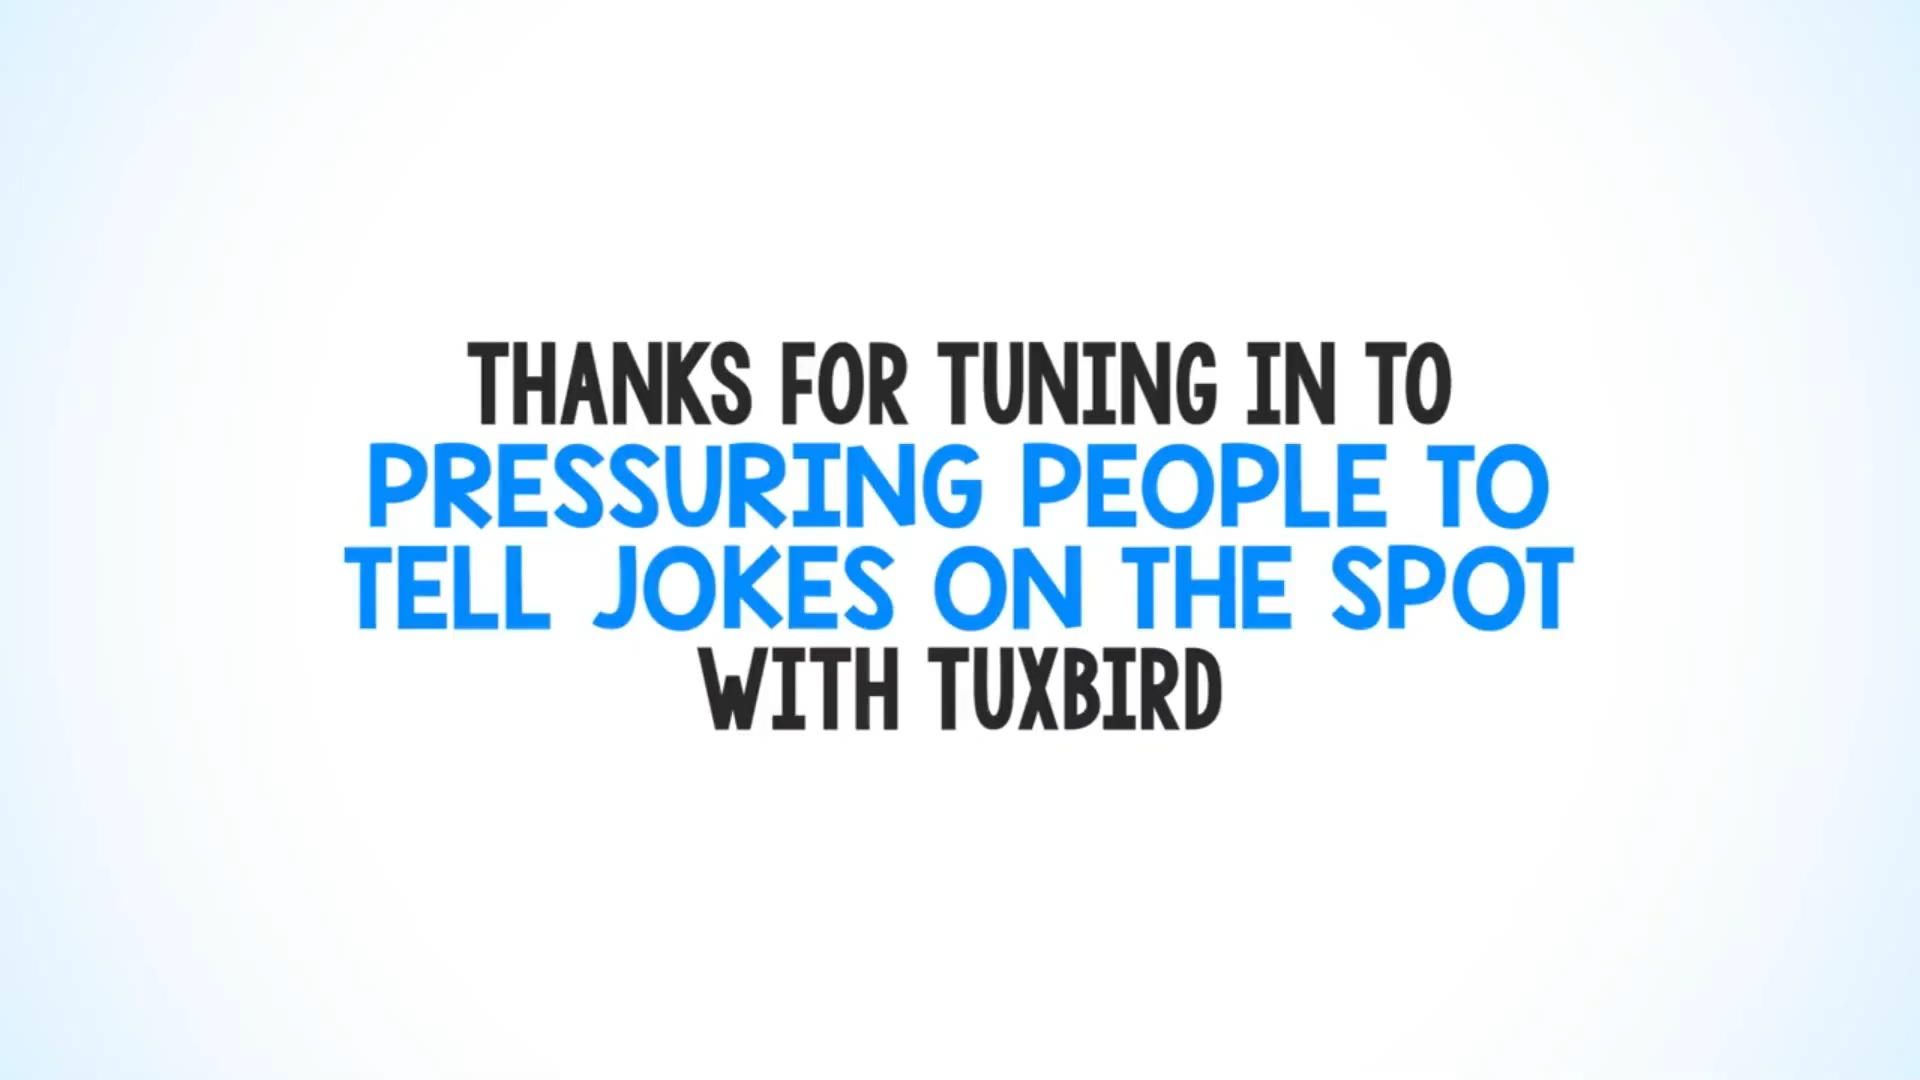 THANKS FOR TUNING IN TO
PRESSURING PEOPLE TO
TELL JOKES ON THE SPOT
WITH TUXBIRD